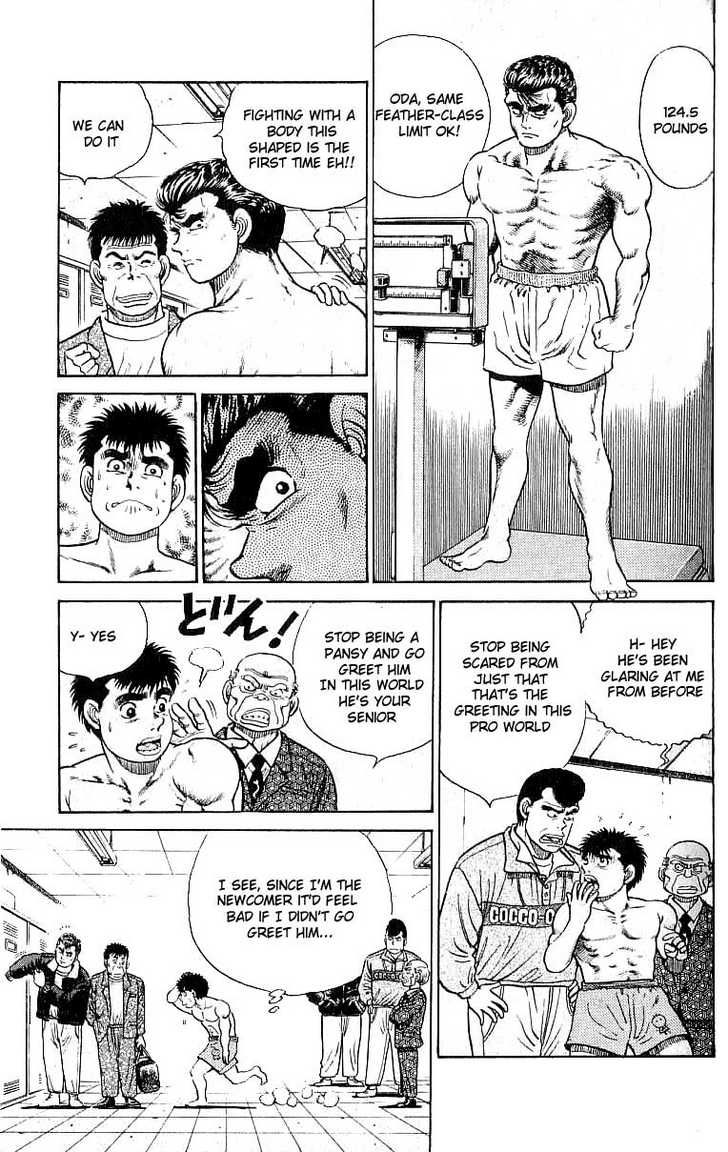 124.5
POUNDS
ODA, SAME
FEATHER-CLASS
LIMIT OK!
FIGHTING WITH A
BODY THIS
SHAPED IS THE
FIRST TIME EH!!
WE CAN
DO IT
H- HEY
HE'S BEEN
GLARING AT ME
FROM BEFORE
STOP BEING
SCARED FROM
JUST THAT
THAT'S THE
GREETING IN THIS
PRO WORLD
COCCO-C
STOP BEING A
PANSY AND GO
GREET HIM
IN THIS WORLD
HE'S YOUR
SENIOR
どん!
Y- YES
I SEE, SINCE I'M THE
NEWCOMER IT'D FEEL
BAD IF I DIDN'T GO
GREET HIM...